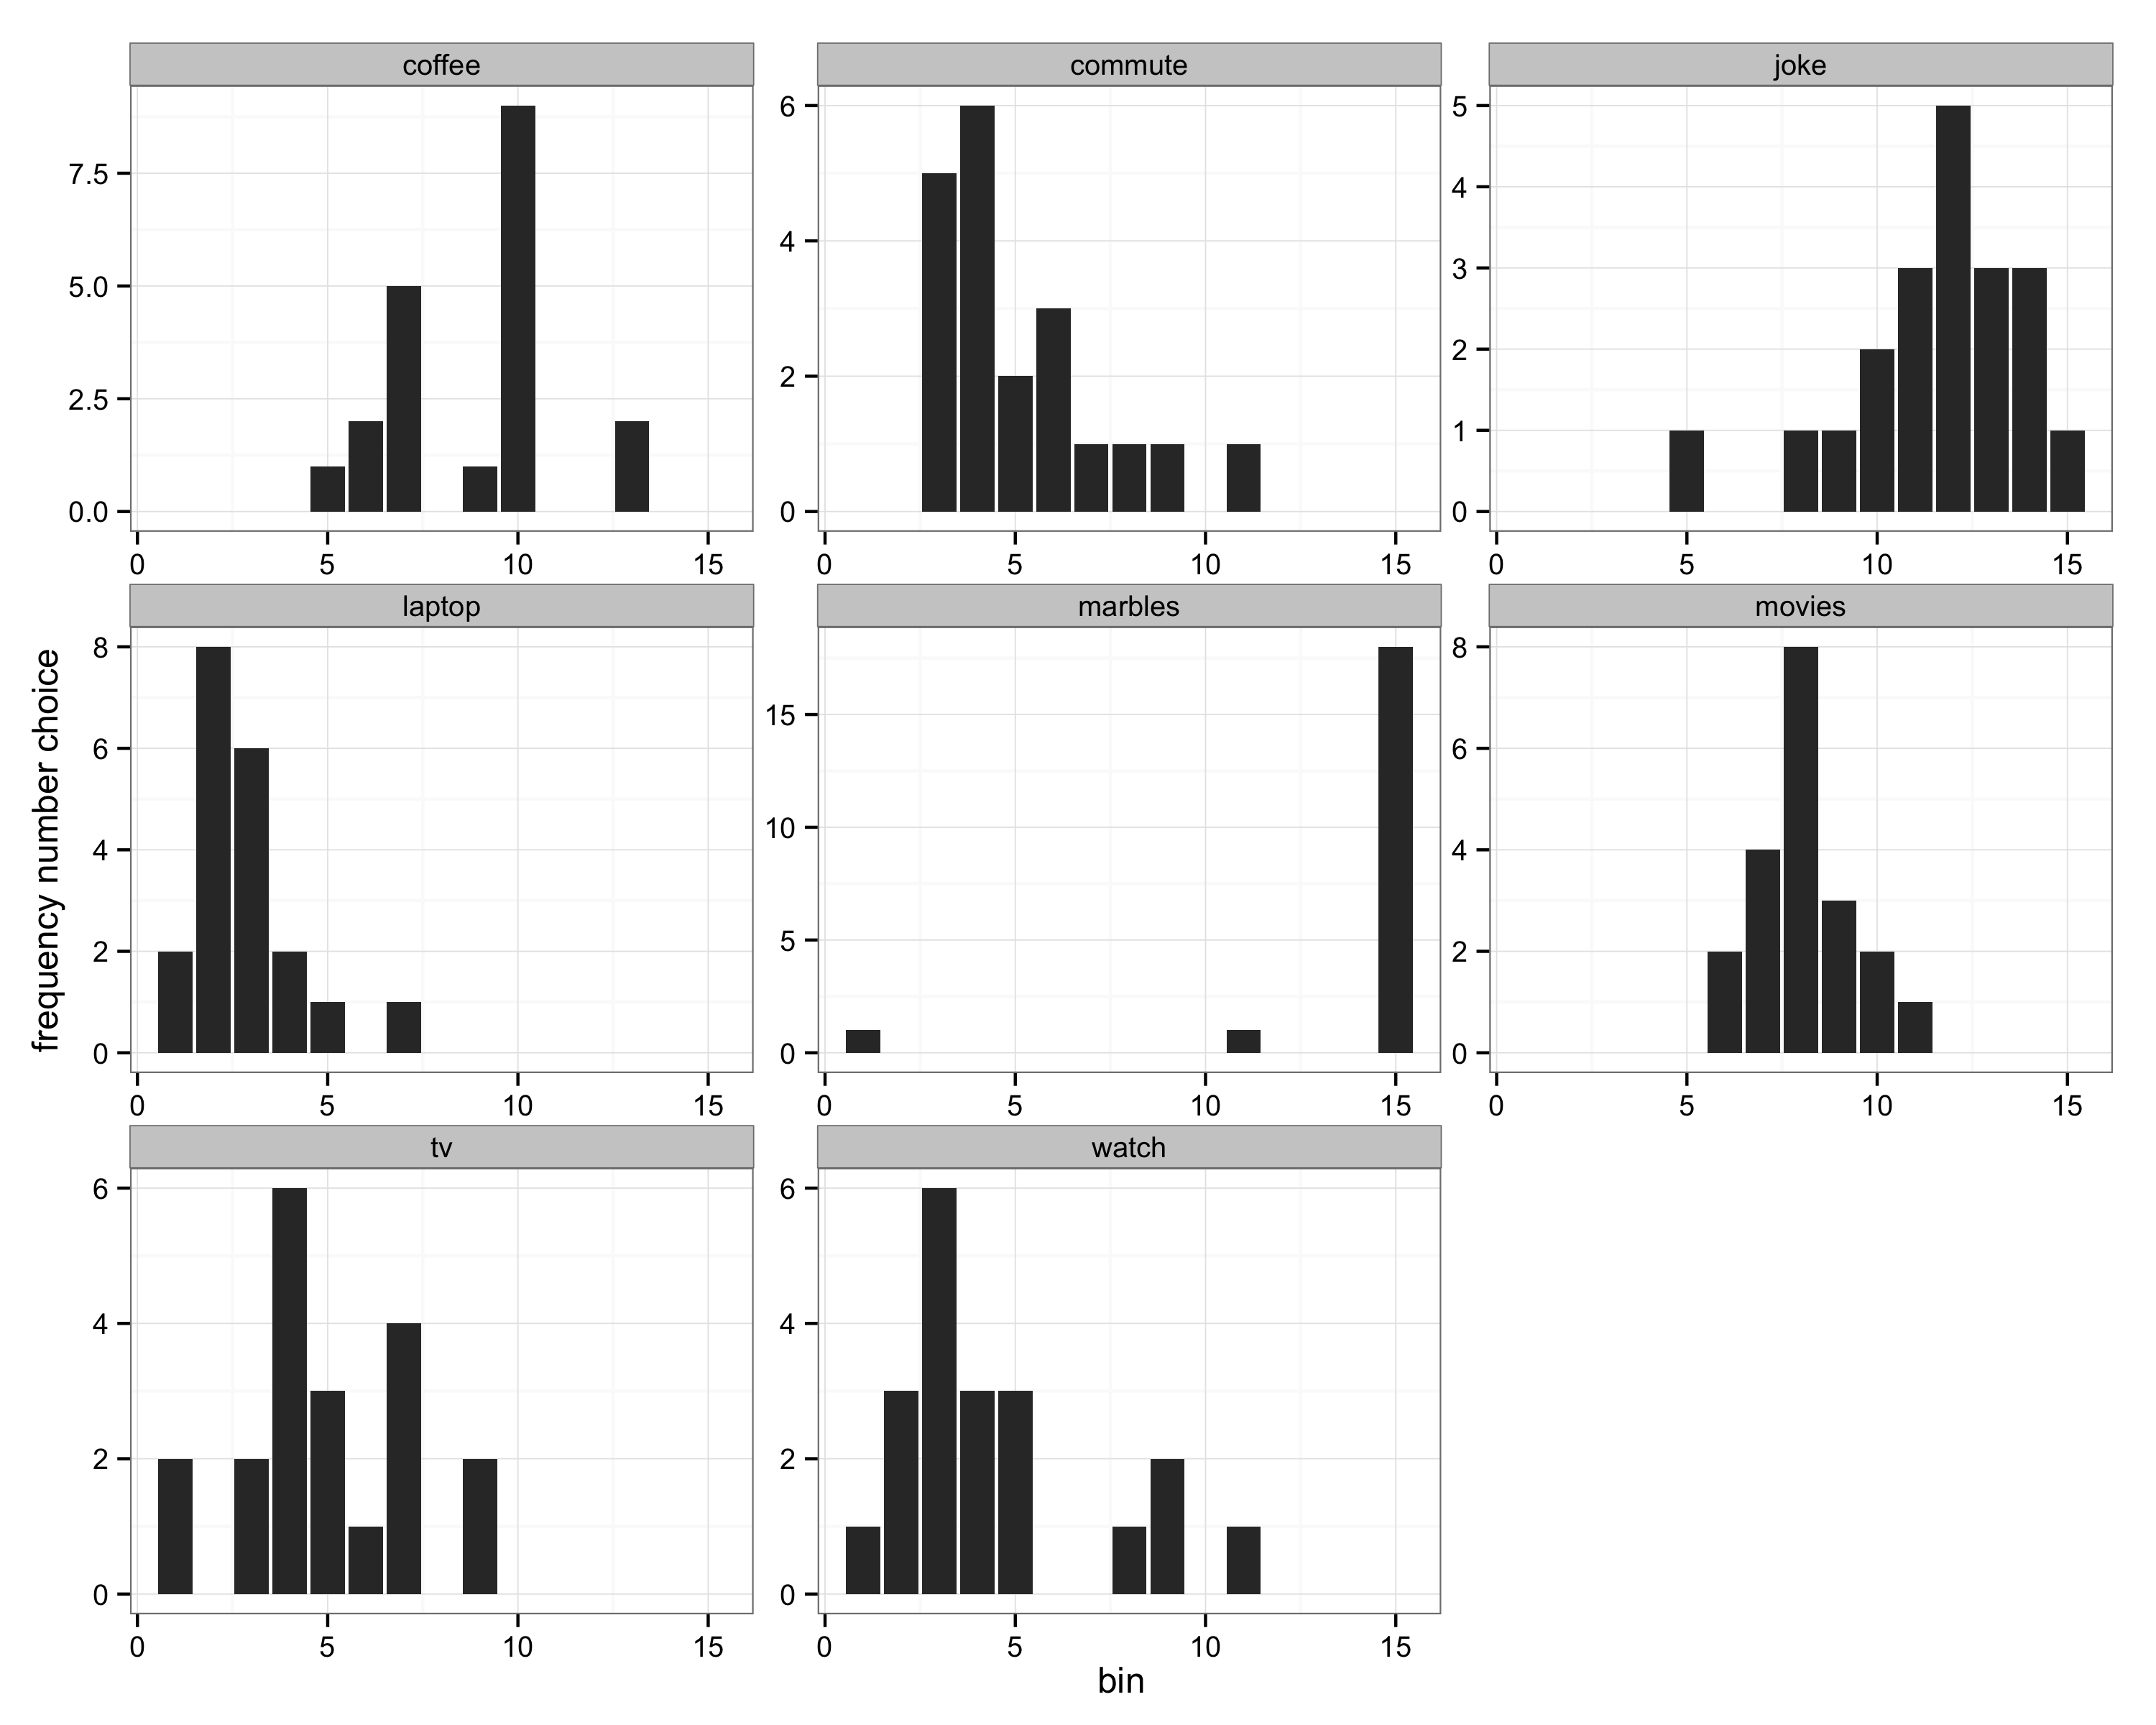 coffee commute joke
6 5
7.5 4
4 3
5.0 2
2.5 2 1
0.0 0 0
0 5 10 15 0 5 10 15 0 5 10 15
laptop marbles movies
8 8
15
6 6
10
4 4
5
2 2
0 0 0
0 5 10 15 0 5 10 15 0 5 10 15
tv watch
6 6
4 4
2 2
0 0
0 5 10 15 0 5 10 15
bin
frequency number choice